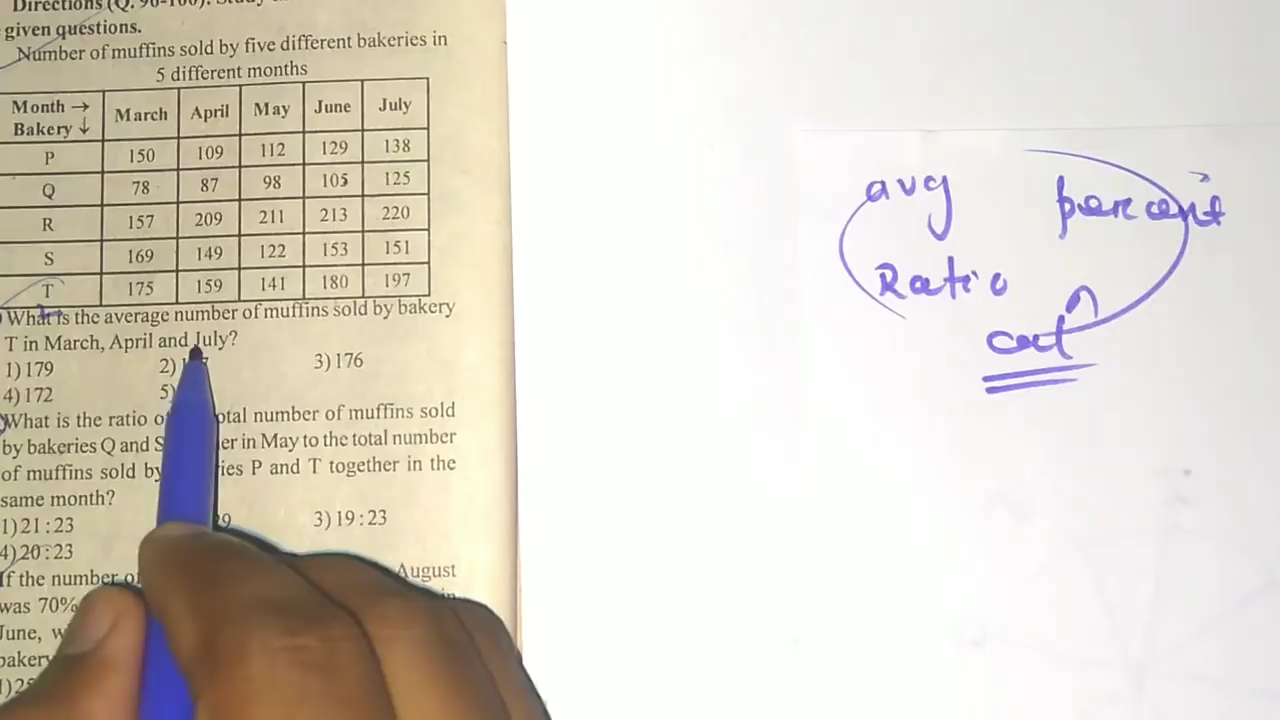 Directions (Q. 96-100): Study
given questions.
Number of muffins sold by five different bakeries in
5 different months
Month → March April May June July
Bakery ↓
P 150 109 112 129 138
Q 78 87 98 105 125
R 157 209 211 213 220
S 169 149 122 153 151
T 175 159 141 180 197
What is the average number of muffins sold by bakery
T in March, April and July?
1) 179 2) 3) 176
4) 172 5)
What is the ratio of total number of muffins sold
by bakeries Q and S in May to the total number
of muffins sold by P and T together in the
same month?
1) 21 : 23 3) 19 : 23
4) 20 : 23
If the number of August
was 70%
June,
avg percent
Ratio